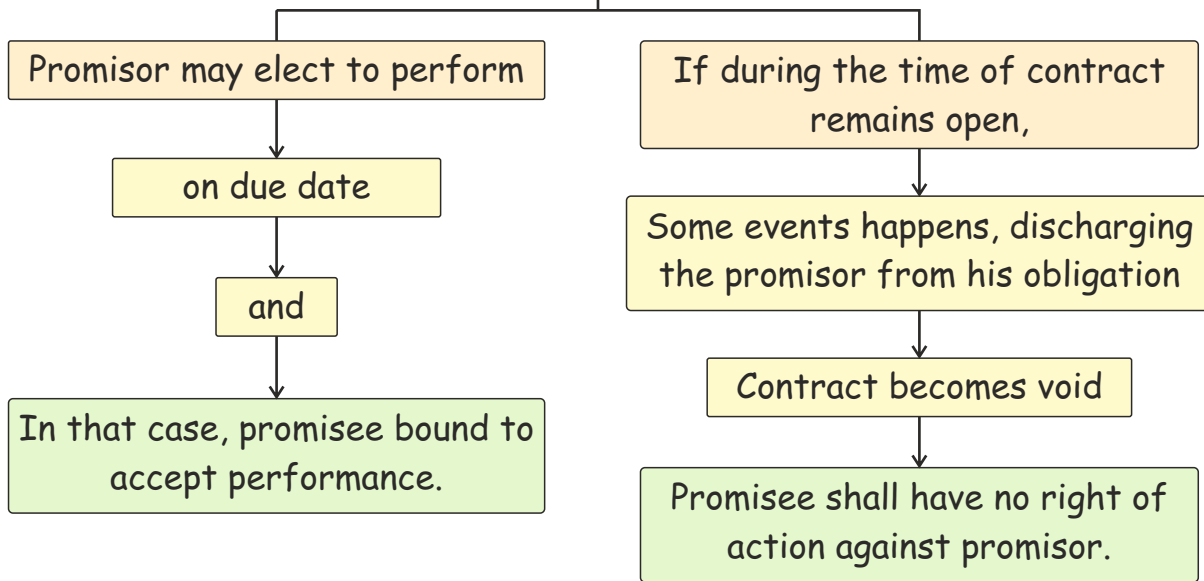 Promisor may elect to perform
on due date
and
In that case, promisee bound to
accept performance.
If during the time of contract
remains open,
Some events happens, discharging
the promisor from his obligation
Contract becomes void
Promisee shall have no right of
action against promisor.